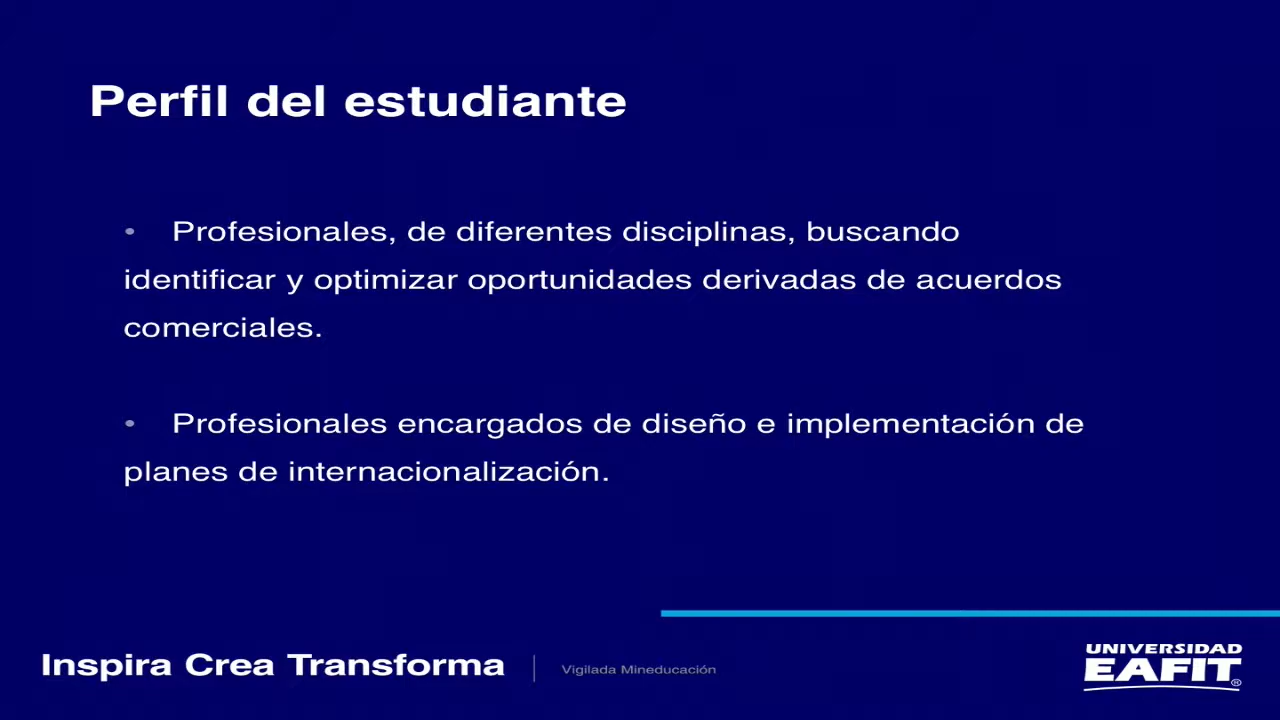 Perfil del estudiante
• Profesionales, de diferentes disciplinas, buscando
identificar y optimizar oportunidades derivadas de acuerdos
comerciales.
• Profesionales encargados de diseño e implementación de
planes de internacionalización.
Inspira Crea Transforma
Vigilada Mineducación
UNIVERSIDAD
EAFIT®